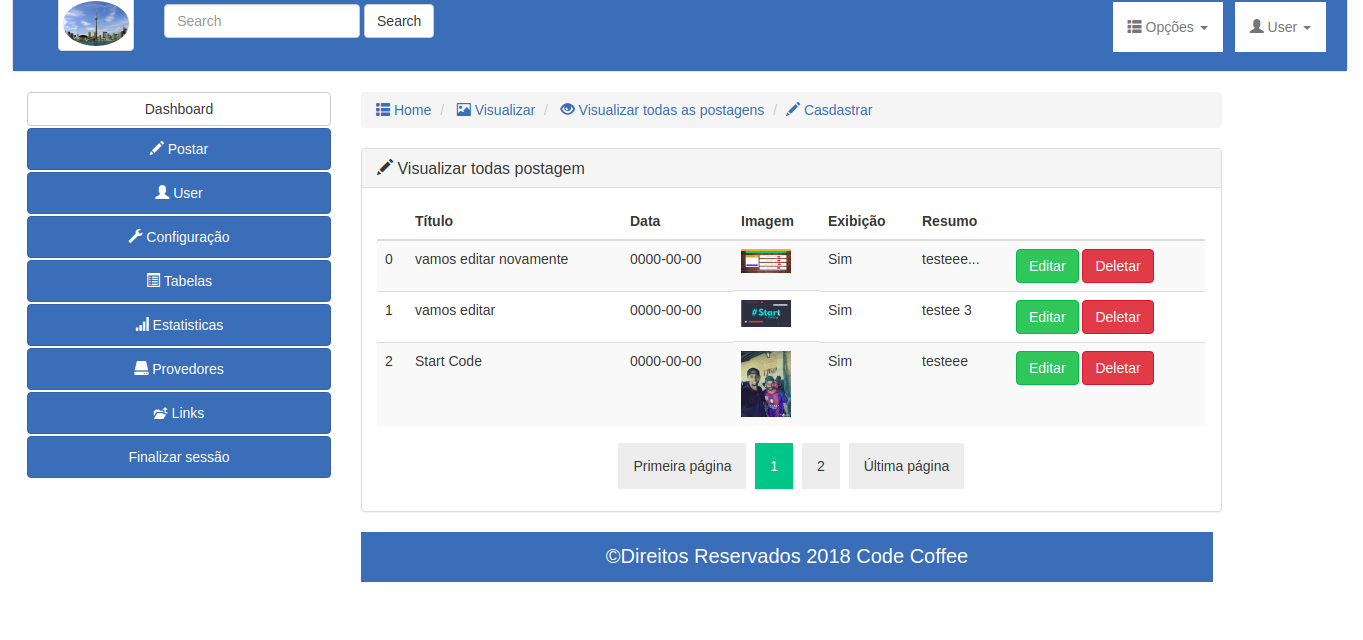 Search Search Opções User
Dashboard
Postar
User
Configuração
Tabelas
Estatisticas
Provedores
Links
Finalizar sessão
Home / Visualizar / Visualizar todas as postagens / Casdastrar
Visualizar todas postagem
Título Data Imagem Exibição Resumo
0 vamos editar novamente 0000-00-00 Sim testeee... Editar Deletar
1 vamos editar 0000-00-00 #Start Sim testee 3 Editar Deletar
2 Start Code 0000-00-00 Sim testeee Editar Deletar
Primeira página 1 2 Última página
©Direitos Reservados 2018 Code Coffee